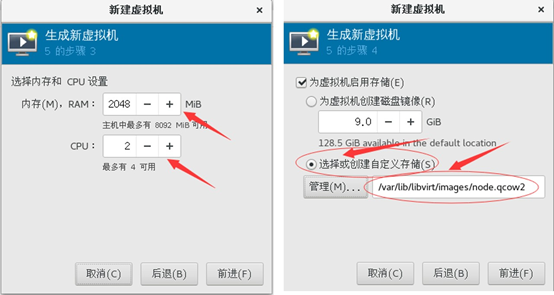 新建虚拟机
生成新虚拟机
5 的步骤 3
选择内存和 CPU 设置
内存(M), RAM: 2048 − + MiB
主机中最多有 8092 MiB 可用
CPU: 2 − +
最多有 4 可用
取消(C) 后退(B) 前进(F)
新建虚拟机
生成新虚拟机
5 的步骤 4
为虚拟机启用存储(E)
为虚拟机创建磁盘镜像(R)
9.0 − + GiB
128.5 GiB available in the default location
选择或创建自定义存储(S)
管理(M)... /var/lib/libvirt/images/node.qcow2
取消(C) 后退(B) 前进(F)